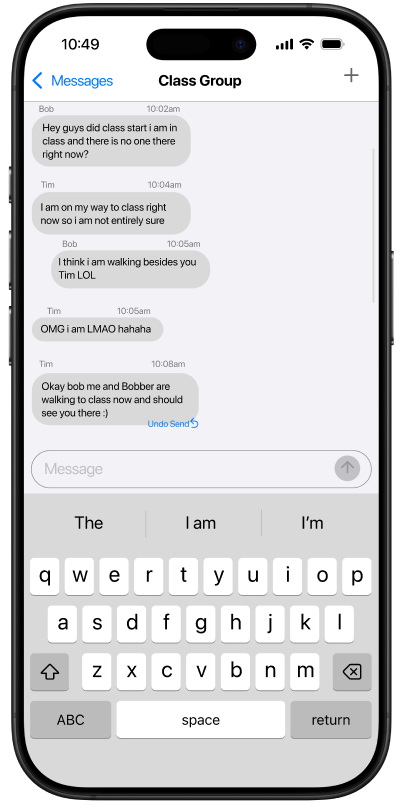 10:49
Messages
Class Group
Bob 10:02am
Hey guys did class start i am in
class and there is no one there
right now?
Tim 10:04am
I am on my way to class right
now so i am not entirely sure
Bob 10:05am
I think i am walking besides you
Tim LOL
Tim 10:05am
OMG i am LMAO hahaha
Tim 10:08am
Okay bob me and Bobber are
walking to class now and should
see you there :)
Undo Send
Message
The I am I'm
q w e r t y u i o p
a s d f g h j k l
z x c v b n m
ABC space return